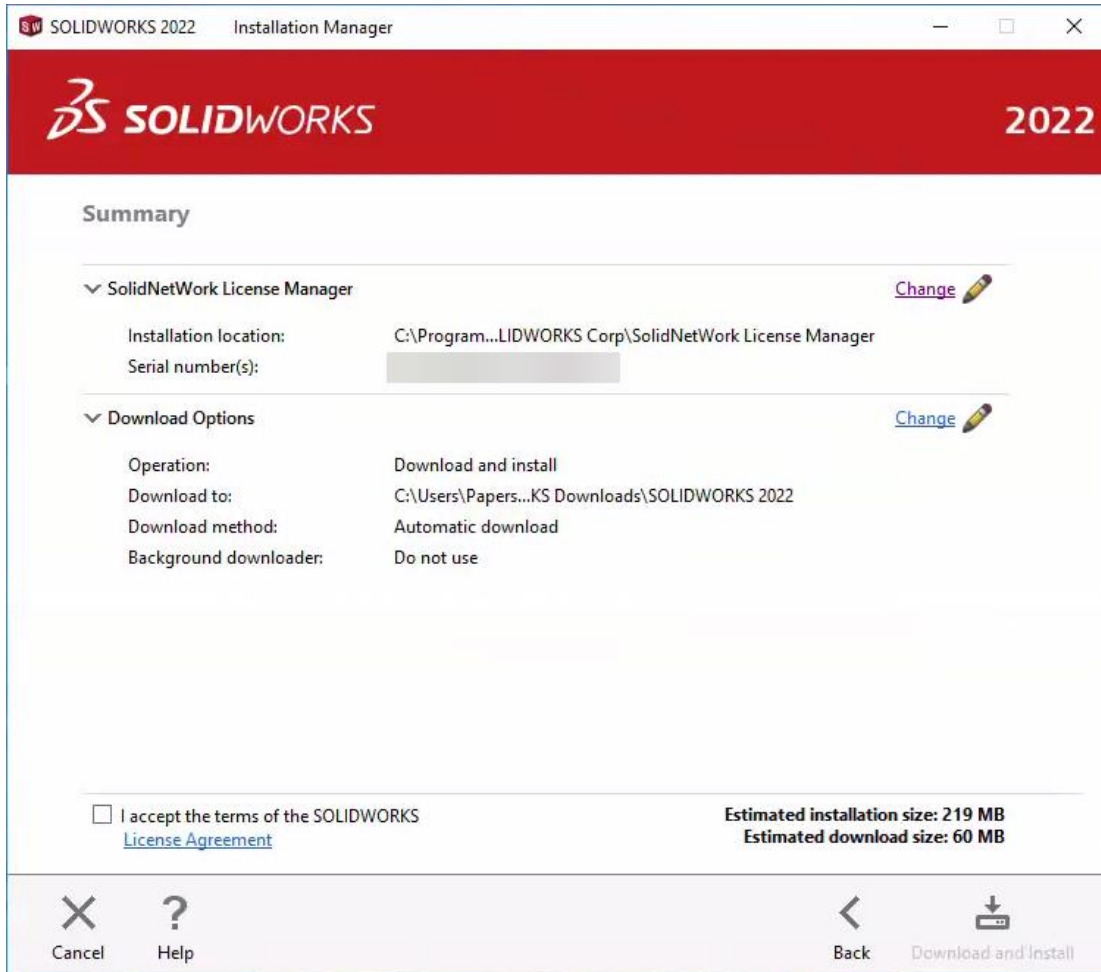 SOLIDWORKS 2022 Installation Manager
SOLIDWORKS 2022
Summary
SolidNetWork License Manager Change
Installation location: C:\Program...LIDWORKS Corp\SolidNetWork License Manager
Serial number(s):
Download Options Change
Operation: Download and install
Download to: C:\Users\Papers...KS Downloads\SOLIDWORKS 2022
Download method: Automatic download
Background downloader: Do not use
I accept the terms of the SOLIDWORKS
License Agreement
Estimated installation size: 219 MB
Estimated download size: 60 MB
Cancel Help Back Download and Install